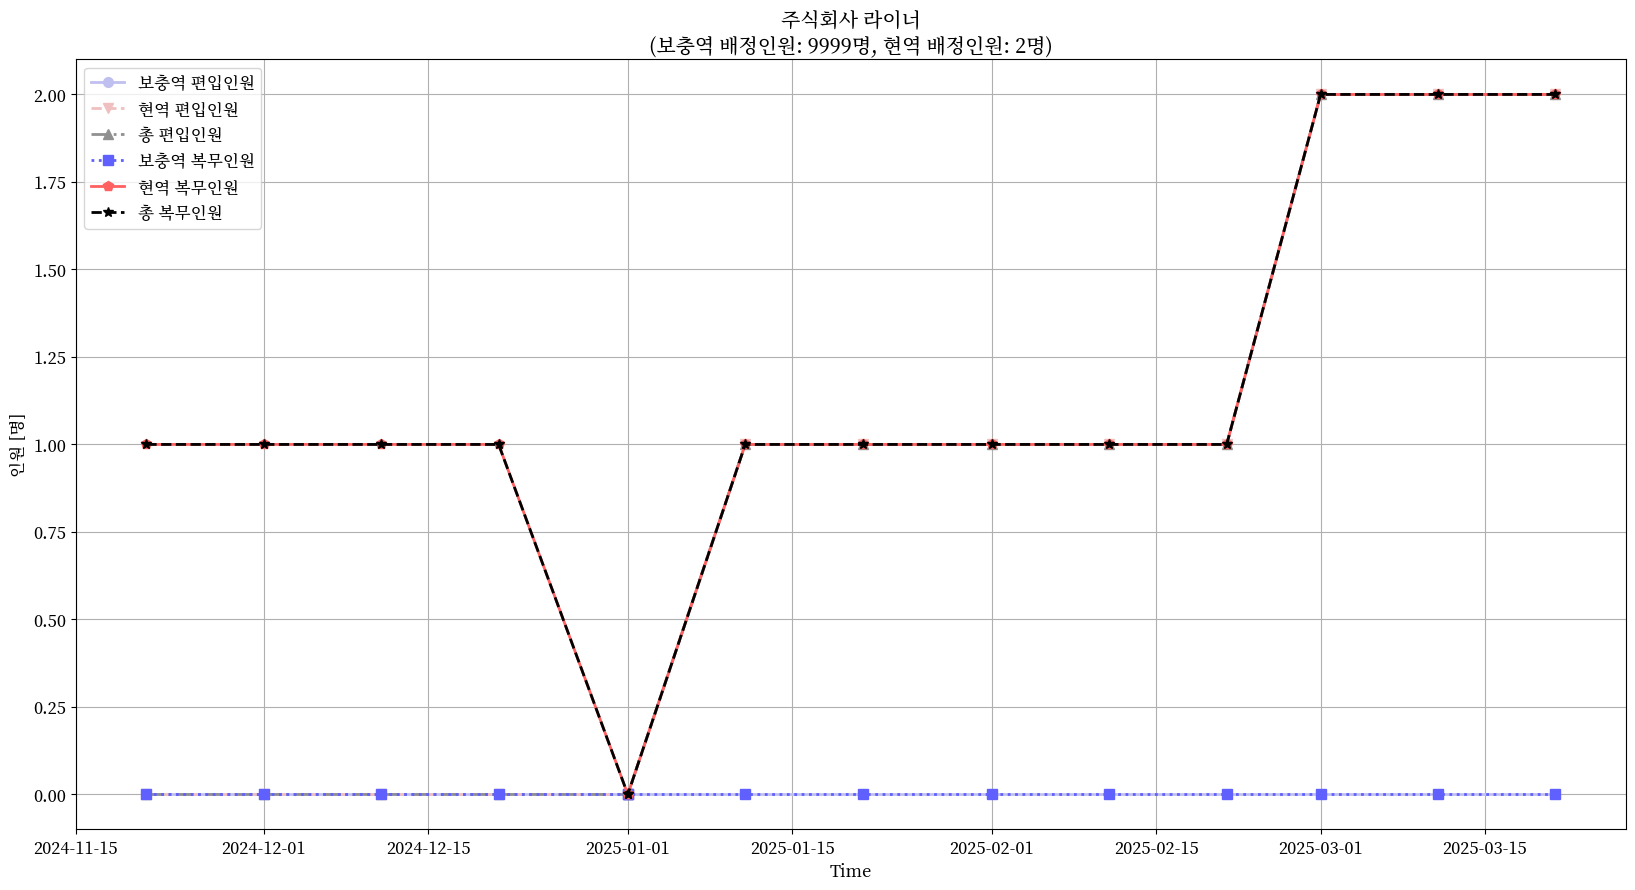 주식회사 라이너
(보충역 배정인원: 9999명, 현역 배정인원: 2명)
보충역 편입인원
현역 편입인원
총 편입인원
보충역 복무인원
현역 복무인원
총 복무인원
2.00
1.75
1.50
1.25
1.00
0.75
0.50
0.25
0.00
인원 [명]
2024-11-15
2024-12-01
2024-12-15
2025-01-01
2025-01-15
2025-02-01
2025-02-15
2025-03-01
2025-03-15
Time